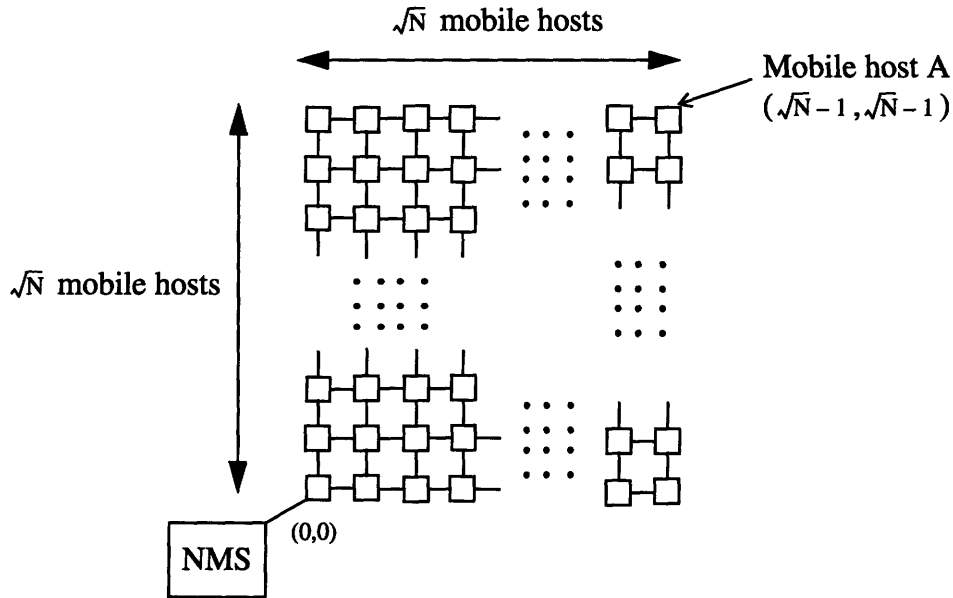 √N mobile hosts
Mobile host A
(√N – 1 , √N – 1)
√N mobile hosts
(0,0)
NMS